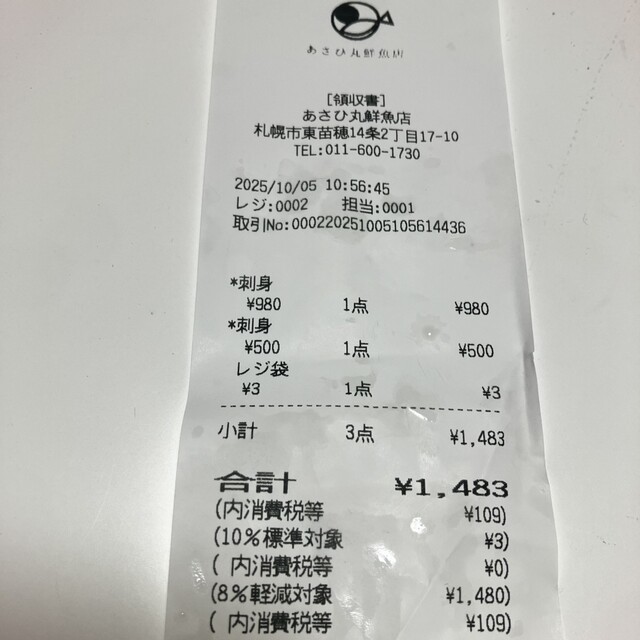 あさひ丸鮮魚店
[領収書]
あさひ丸鮮魚店
札幌市東苗穂14条2丁目17-10
TEL:011-600-1730
2025/10/05 10:56:45
レジ:0002 担当:0001
取引No:000220251005105614436
*刺身
¥980 1点 ¥980
*刺身
¥500 1点 ¥500
レジ袋
¥3 1点 ¥3
小計 3点 ¥1,483
合計 ¥1,483
(内消費税等 ¥109)
(10%標準対象 ¥3)
( 内消費税等 ¥0)
(8%軽減対象 ¥1,480)
( 内消費税等 ¥109)